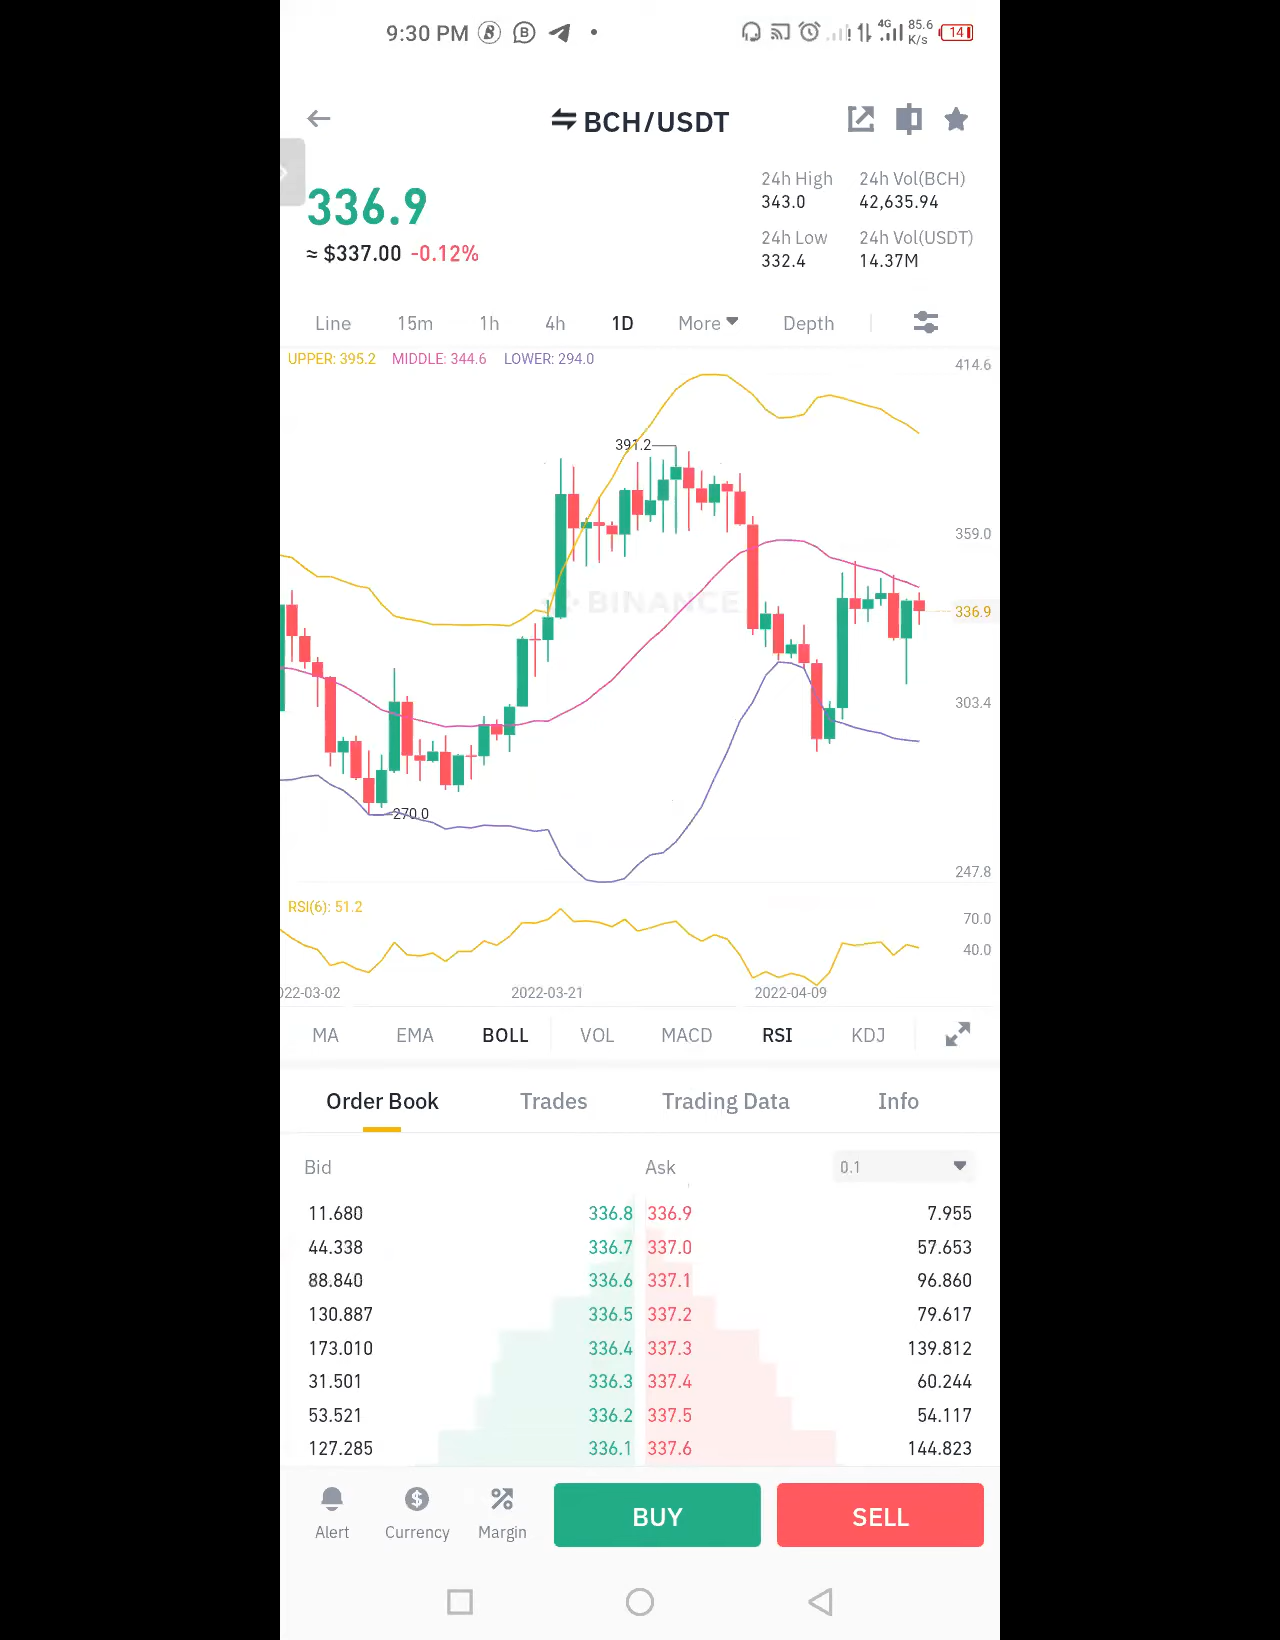 9:30 PM 4G 85.6 K/s 14
BCH/USDT
336.9
≈ $337.00 -0.12%
24h High 24h Vol(BCH)
343.0 42,635.94
24h Low 24h Vol(USDT)
332.4 14.37M
Line 15m 1h 4h 1D More Depth
UPPER: 395.2 MIDDLE: 344.6 LOWER: 294.0
414.6
391.2
359.0
BINANCE
336.9
303.4
270.0
247.8
RSI(6): 51.2
70.0
40.0
022-03-02 2022-03-21 2022-04-09
MA EMA BOLL VOL MACD RSI KDJ
Order Book Trades Trading Data Info
Bid Ask 0.1
11.680 336.8 336.9 7.955
44.338 336.7 337.0 57.653
88.840 336.6 337.1 96.860
130.887 336.5 337.2 79.617
173.010 336.4 337.3 139.812
31.501 336.3 337.4 60.244
53.521 336.2 337.5 54.117
127.285 336.1 337.6 144.823
Alert Currency Margin BUY SELL